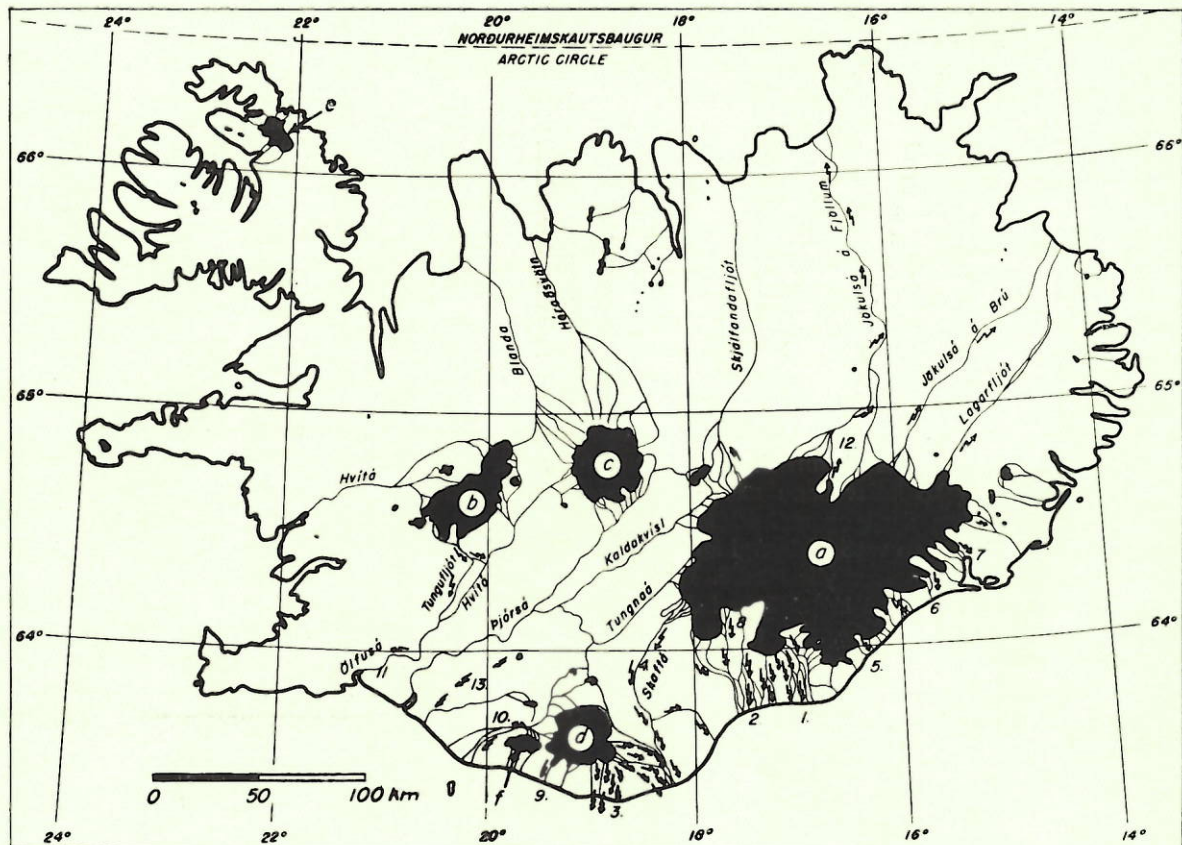 24° 22° 20° 18° 16° 14°
NORÐURHEIMSKAUTSBAUGUR
ARCTIC CIRCLE
e
66° 66°
Jökulsá á Fjöllum
Héraðsvötn
Blanda
Skjálfandafljót
Jökulsá á Brú
Lagarfljót
65° 65°
12
Hvítá
c
b
a
Kaldakvísl
7
Tungufljót
Hvítá
Þjórsá
Tungnaá
6
8
64° 64°
Ölfusá
11
Skaftá
5.
13.
10.
2. 1.
d
f
9.
3.
0 50 100 km
24° 22° 20° 18° 16° 14°